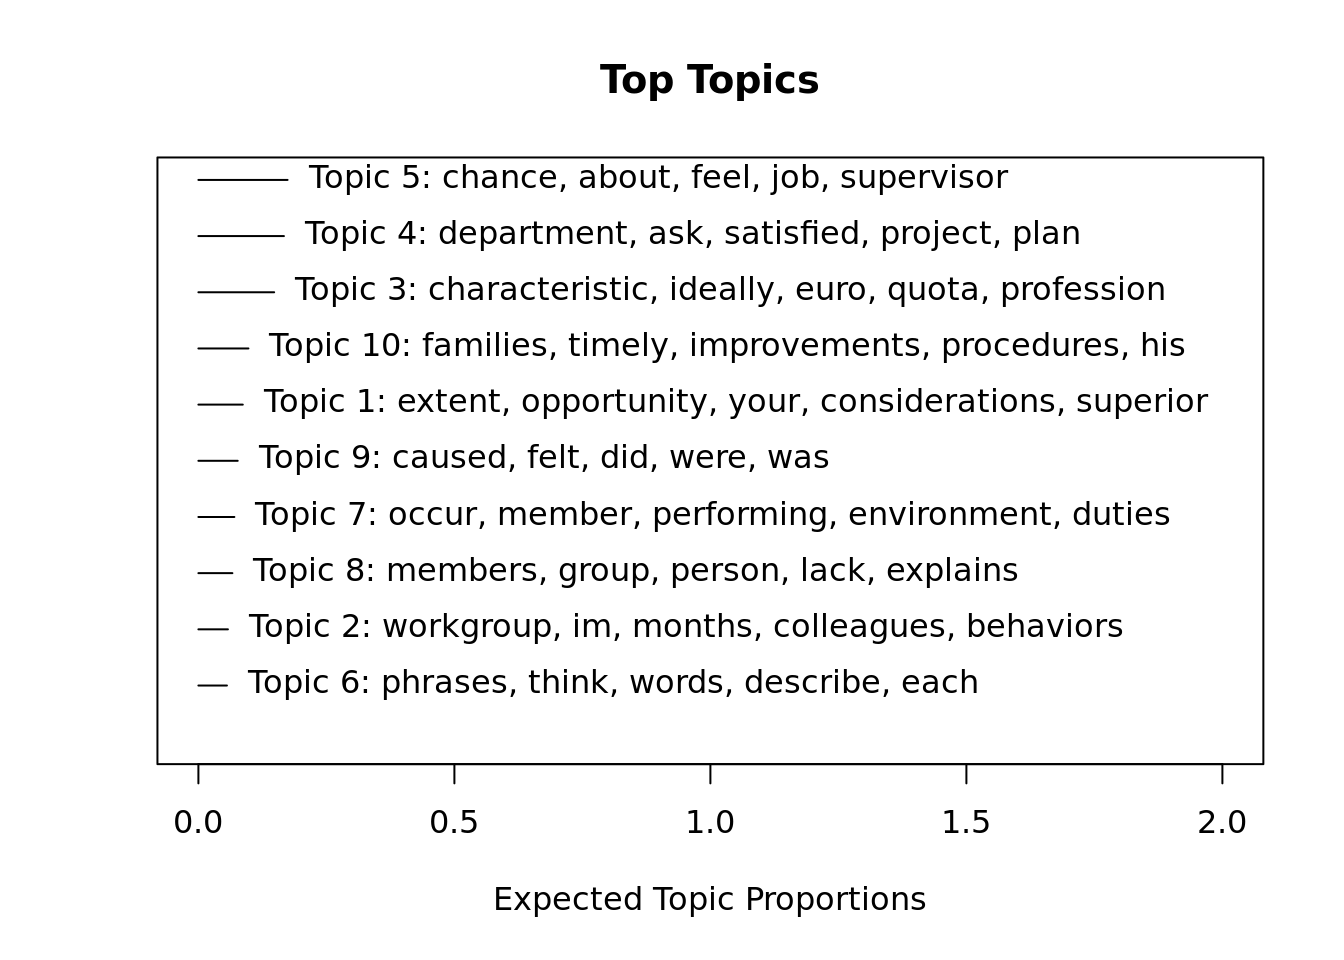 Top Topics
Topic 5: chance, about, feel, job, supervisor
Topic 4: department, ask, satisfied, project, plan
Topic 3: characteristic, ideally, euro, quota, profession
Topic 10: families, timely, improvements, procedures, his
Topic 1: extent, opportunity, your, considerations, superior
Topic 9: caused, felt, did, were, was
Topic 7: occur, member, performing, environment, duties
Topic 8: members, group, person, lack, explains
Topic 2: workgroup, im, months, colleagues, behaviors
Topic 6: phrases, think, words, describe, each
0.0 0.5 1.0 1.5 2.0
Expected Topic Proportions